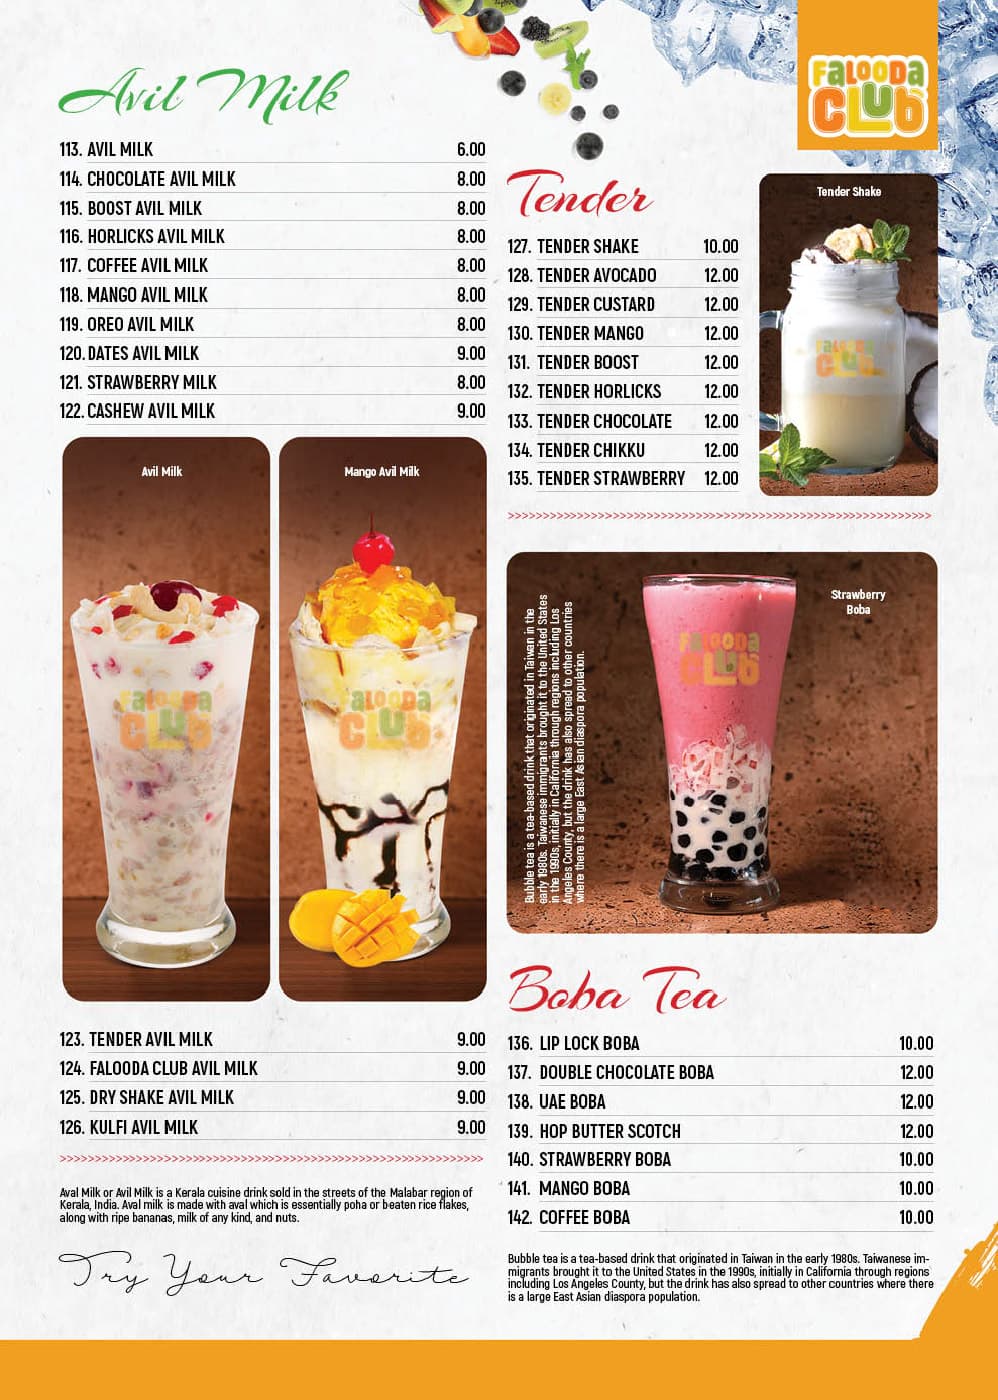 FALOODA
CLUB
Avil Milk
113. AVIL MILK 6.00
114. CHOCOLATE AVIL MILK 8.00
115. BOOST AVIL MILK 8.00
116. HORLICKS AVIL MILK 8.00
117. COFFEE AVIL MILK 8.00
118. MANGO AVIL MILK 8.00
119. OREO AVIL MILK 8.00
120. DATES AVIL MILK 9.00
121. STRAWBERRY MILK 8.00
122. CASHEW AVIL MILK 9.00
Avil Milk
FALOODA
CLUB
Mango Avil Milk
FALOODA
CLUB
123. TENDER AVIL MILK 9.00
124. FALOODA CLUB AVIL MILK 9.00
125. DRY SHAKE AVIL MILK 9.00
126. KULFI AVIL MILK 9.00
>>>>>>>>>>>>>>>>>>>>>>>>>>>>>>>>>>>>>>>>>>>>>>>>>>>>>>>>>>>>
Aval Milk or Avil Milk is a Kerala cuisine drink sold in the streets of the Malabar region of
Kerala, India. Aval milk is made with aval which is essentially poha or beaten rice flakes,
along with ripe bananas, milk of any kind, and nuts.
Try Your Favorite
Tender
127. TENDER SHAKE 10.00
128. TENDER AVOCADO 12.00
129. TENDER CUSTARD 12.00
130. TENDER MANGO 12.00
131. TENDER BOOST 12.00
132. TENDER HORLICKS 12.00
133. TENDER CHOCOLATE 12.00
134. TENDER CHIKKU 12.00
135. TENDER STRAWBERRY 12.00
Tender Shake
FALOODA
CLUB
>>>>>>>>>>>>>>>>>>>>>>>>>>>>>>>>>>>>>>>>>>>>>>>>>>>>>>>>>>>>
Bubble tea is a tea-based drink that originated in Taiwan in the
early 1980s. Taiwanese immigrants brought it to the United States
in the 1990s, initially in California through regions including Los
Angeles County, but the drink has also spread to other countries
where there is a large East Asian diaspora population.
Strawberry
Boba
FALOODA
CLUB
Boba Tea
136. LIP LOCK BOBA 10.00
137. DOUBLE CHOCOLATE BOBA 12.00
138. UAE BOBA 12.00
139. HOP BUTTER SCOTCH 12.00
140. STRAWBERRY BOBA 10.00
141. MANGO BOBA 10.00
142. COFFEE BOBA 10.00
Bubble tea is a tea-based drink that originated in Taiwan in the early 1980s. Taiwanese im-
migrants brought it to the United States in the 1990s, initially in California through regions
including Los Angeles County, but the drink has also spread to other countries where there
is a large East Asian diaspora population.